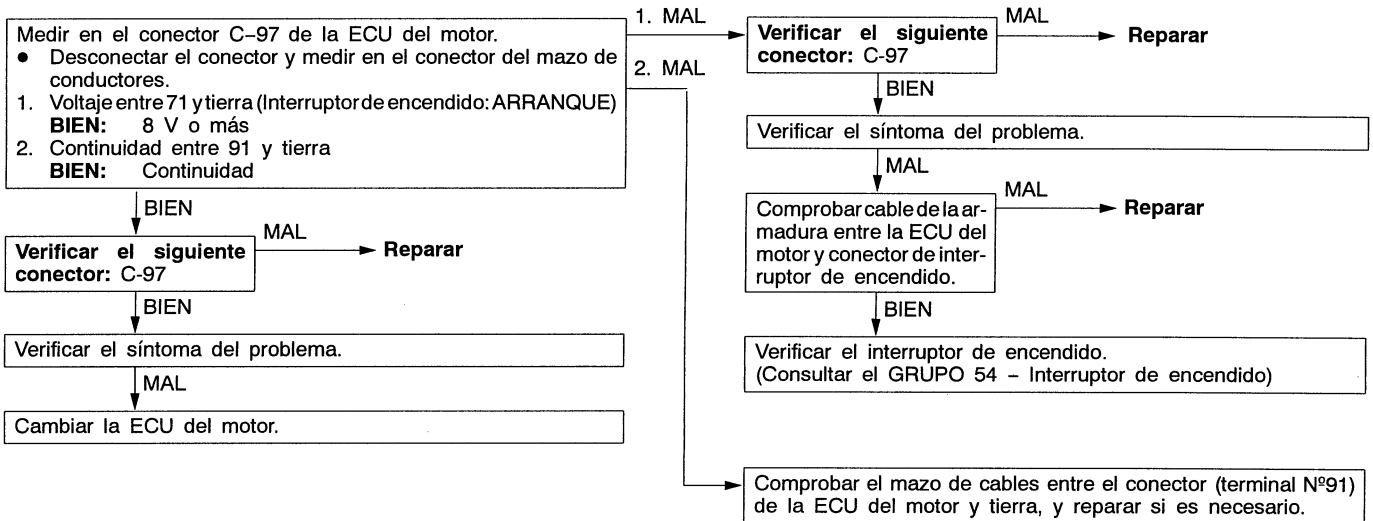 Medir en el conector C–97 de la ECU del motor.
● Desconectar el conector y medir en el conector del mazo de
conductores.
1. Voltaje entre 71 y tierra (Interruptor de encendido: ARRANQUE)
BIEN: 8 V o más
2. Continuidad entre 91 y tierra
BIEN: Continuidad
BIEN
Verificar el siguiente
conector: C-97
MAL
Reparar
BIEN
Verificar el síntoma del problema.
MAL
Cambiar la ECU del motor.
1. MAL
2. MAL
Verificar el siguiente
conector: C-97
MAL
Reparar
BIEN
Verificar el síntoma del problema.
MAL
Comprobar cable de la ar-
madura entre la ECU del
motor y conector de inter-
ruptor de encendido.
MAL
Reparar
BIEN
Verificar el interruptor de encendido.
(Consultar el GRUPO 54 – Interruptor de encendido)
Comprobar el mazo de cables entre el conector (terminal Nº91)
de la ECU del motor y tierra, y reparar si es necesario.